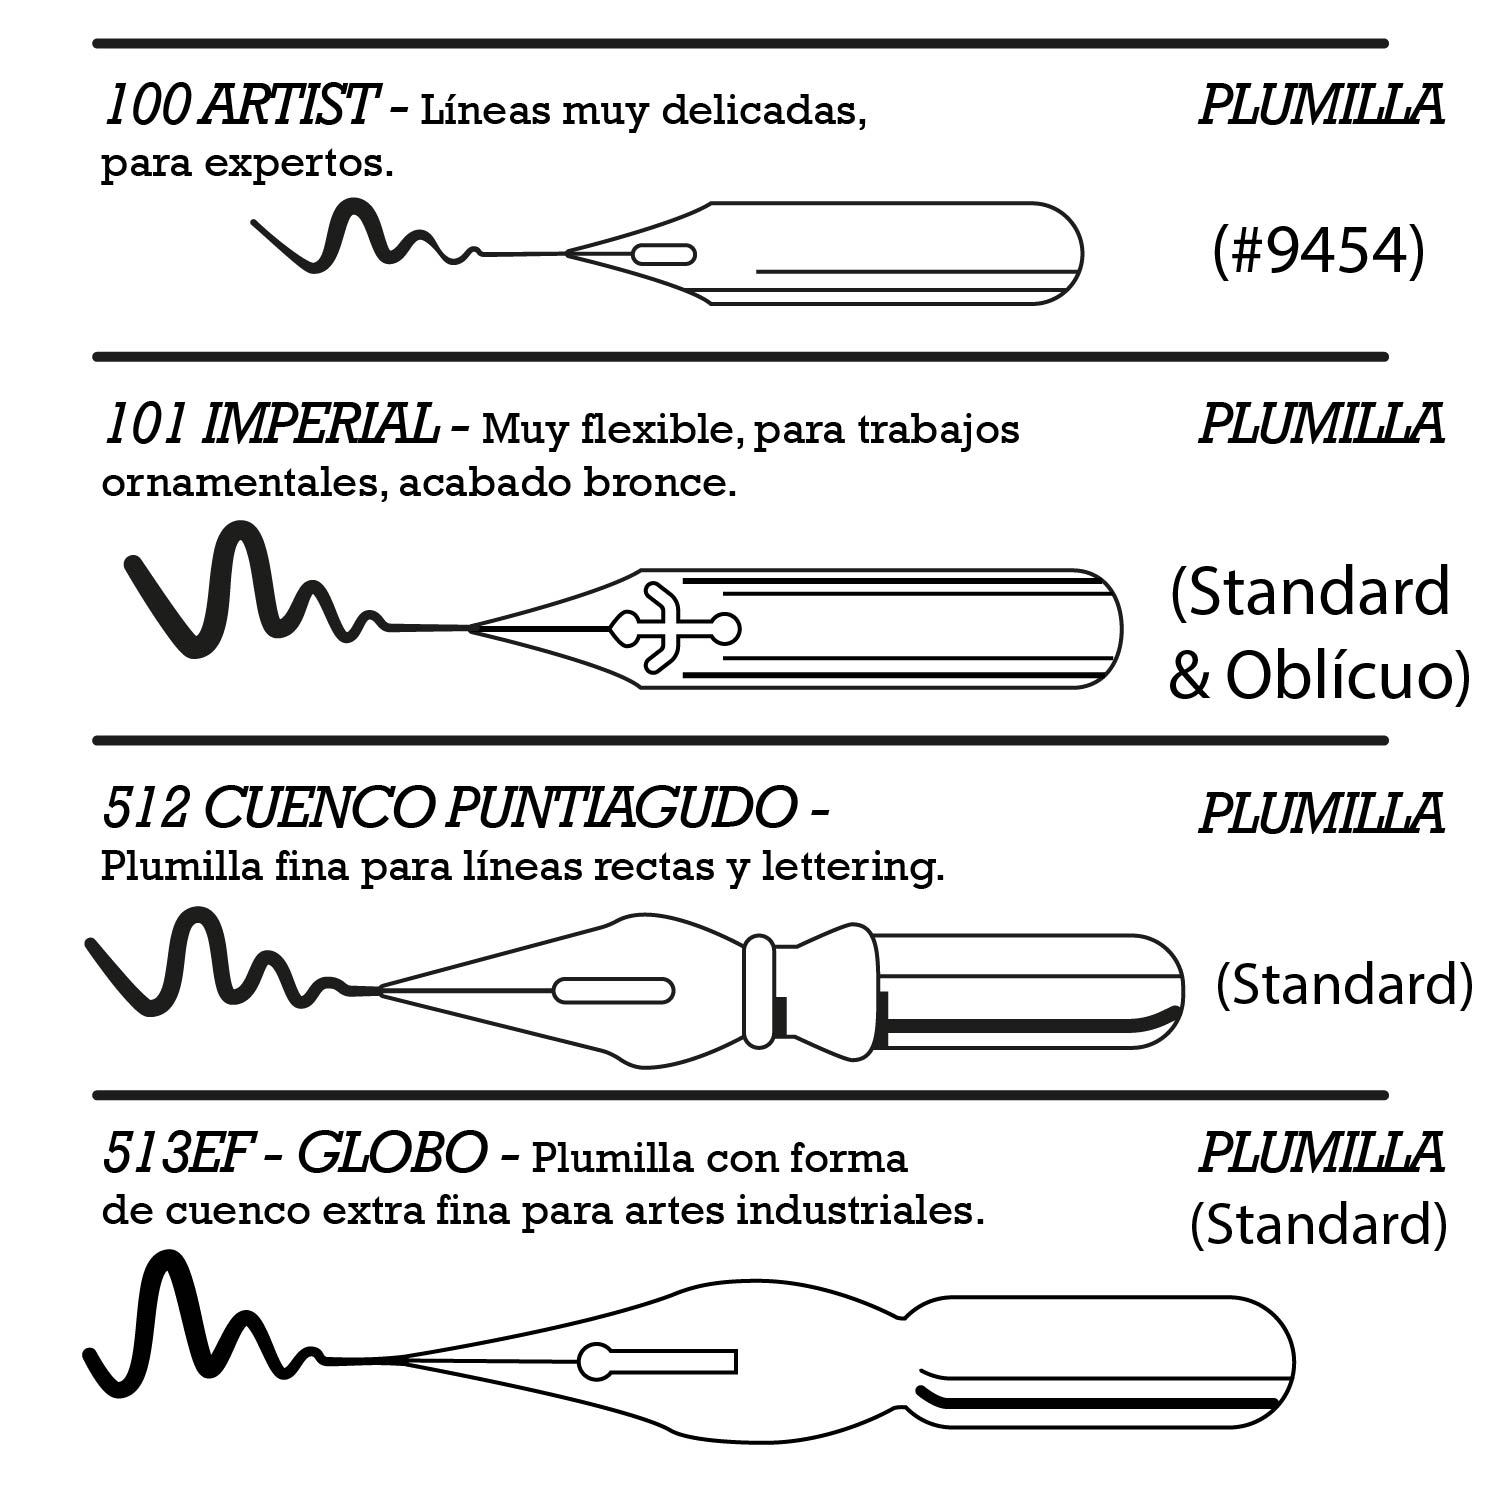 100 ARTIST - Líneas muy delicadas, PLUMILLA
para expertos.
(#9454)
101 IMPERIAL - Muy flexible, para trabajos PLUMILLA
ornamentales, acabado bronce.
(Standard
& Oblícuo)
512 CUENCO PUNTIAGUDO - PLUMILLA
Plumilla fina para líneas rectas y lettering.
(Standard)
513EF - GLOBO - Plumilla con forma PLUMILLA
de cuenco extra fina para artes industriales. (Standard)